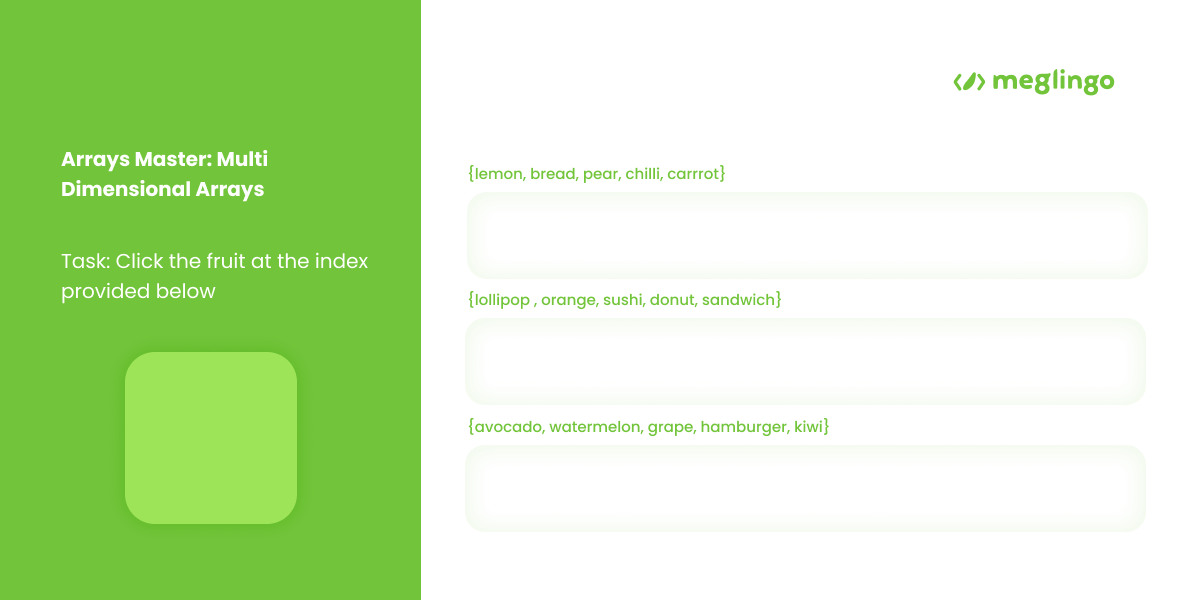 Arrays Master: Multi
Dimensional Arrays
Task: Click the fruit at the index
provided below
</> meglingo
{lemon, bread, pear, chilli, carrrot}
{lollipop , orange, sushi, donut, sandwich}
{avocado, watermelon, grape, hamburger, kiwi}